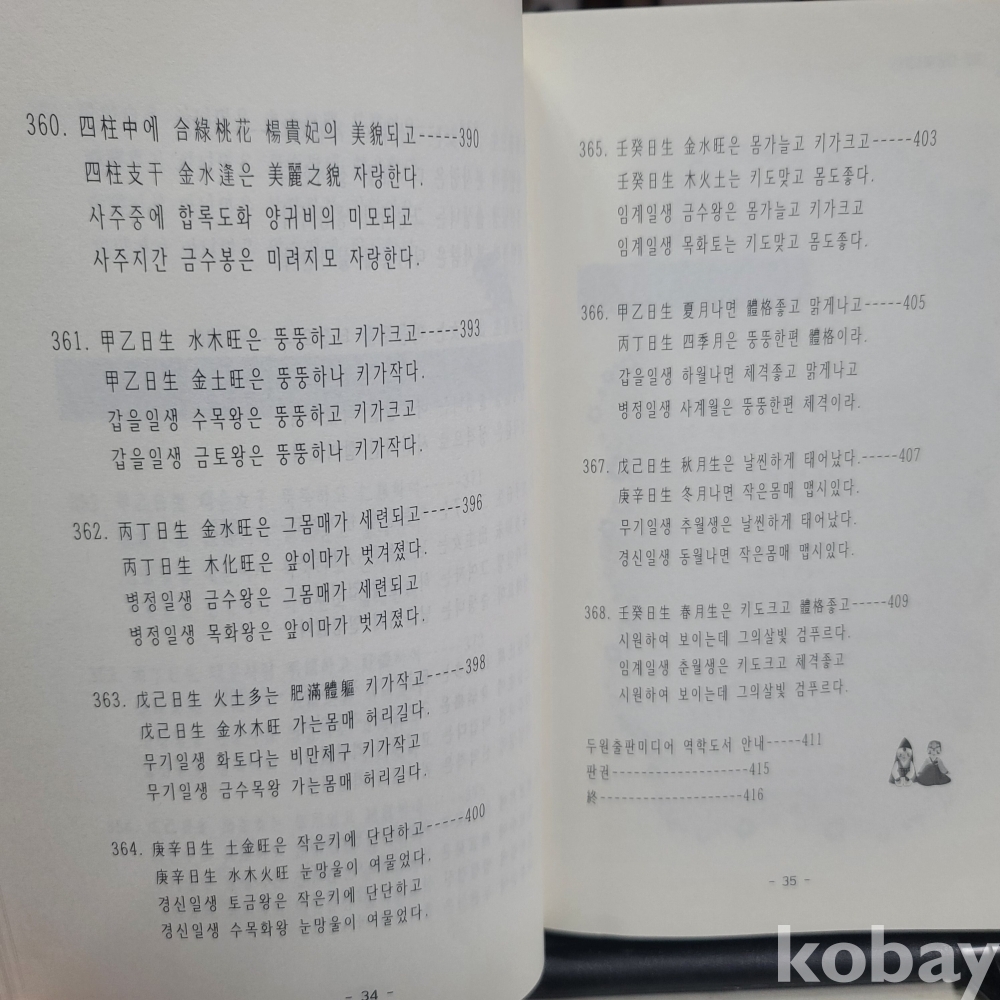 360. 四柱中에 合綠桃花 楊貴妃의 美貌되고-----390
四柱支干 金水逢은 美麗之貌 자랑한다.
사주중에 합록도화 양귀비의 미모되고
사주지간 금수봉은 미려지모 자랑한다.
361. 甲乙日生 水木旺은 뚱뚱하고 키가크고-----393
甲乙日生 金土旺은 뚱뚱하나 키가작다.
갑을일생 수목왕은 뚱뚱하고 키가크고
갑을일생 금토왕은 뚱뚱하나 키가작다.
362. 丙丁日生 金水旺은 그몸매가 세련되고-----396
丙丁日生 木化旺은 앞이마가 벗겨졌다.
병정일생 금수왕은 그몸매가 세련되고
병정일생 목화왕은 앞이마가 벗겨졌다.
363. 戊己日生 火土多는 肥滿體軀 키가작고-----398
戊己日生 金水木旺 가는몸매 허리길다.
무기일생 화토다는 비만체구 키가작고
무기일생 금수목왕 가는몸매 허리길다.
364. 庚辛日生 土金旺은 작은키에 단단하고-----400
庚辛日生 水木火旺 눈망울이 여물었다.
경신일생 토금왕은 작은키에 단단하고
경신일생 수목화왕 눈망울이 여물었다.
- 34 -
365. 壬癸日生 金水旺은 몸가늘고 키가크고-----403
壬癸日生 木火土는 키도맞고 몸도좋다.
임계일생 금수왕은 몸가늘고 키가크고
임계일생 목화토는 키도맞고 몸도좋다.
366. 甲乙日生 夏月나면 體格좋고 맑게나고-----405
丙丁日生 四季月은 뚱뚱한편 體格이라.
갑을일생 하월나면 체격좋고 맑게나고
병정일생 사계월은 뚱뚱한편 체격이라.
367. 戊己日生 秋月生은 날씬하게 태어났다.-----407
庚辛日生 冬月나면 작은몸매 맵시있다.
무기일생 추월생은 날씬하게 태어났다.
경신일생 동월나면 작은몸매 맵시있다.
368. 壬癸日生 春月生은 키도크고 體格좋고-----409
시원하여 보이는데 그의살빛 검푸르다.
임계일생 춘월생은 키도크고 체격좋고
시원하여 보이는데 그의살빛 검푸르다.
두원출판미디어 역학도서 안내-----411
판권--------------------415
終---------------------416
- 35 -
kobay